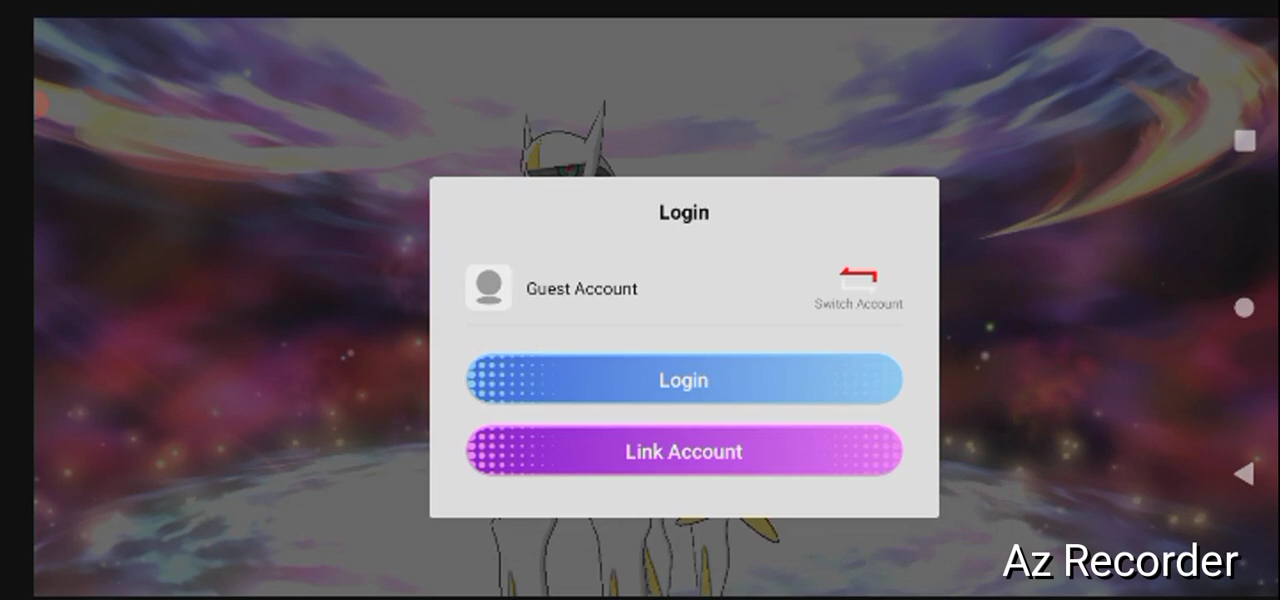 Login
Guest Account
Switch Account
Login
Link Account
Az Recorder